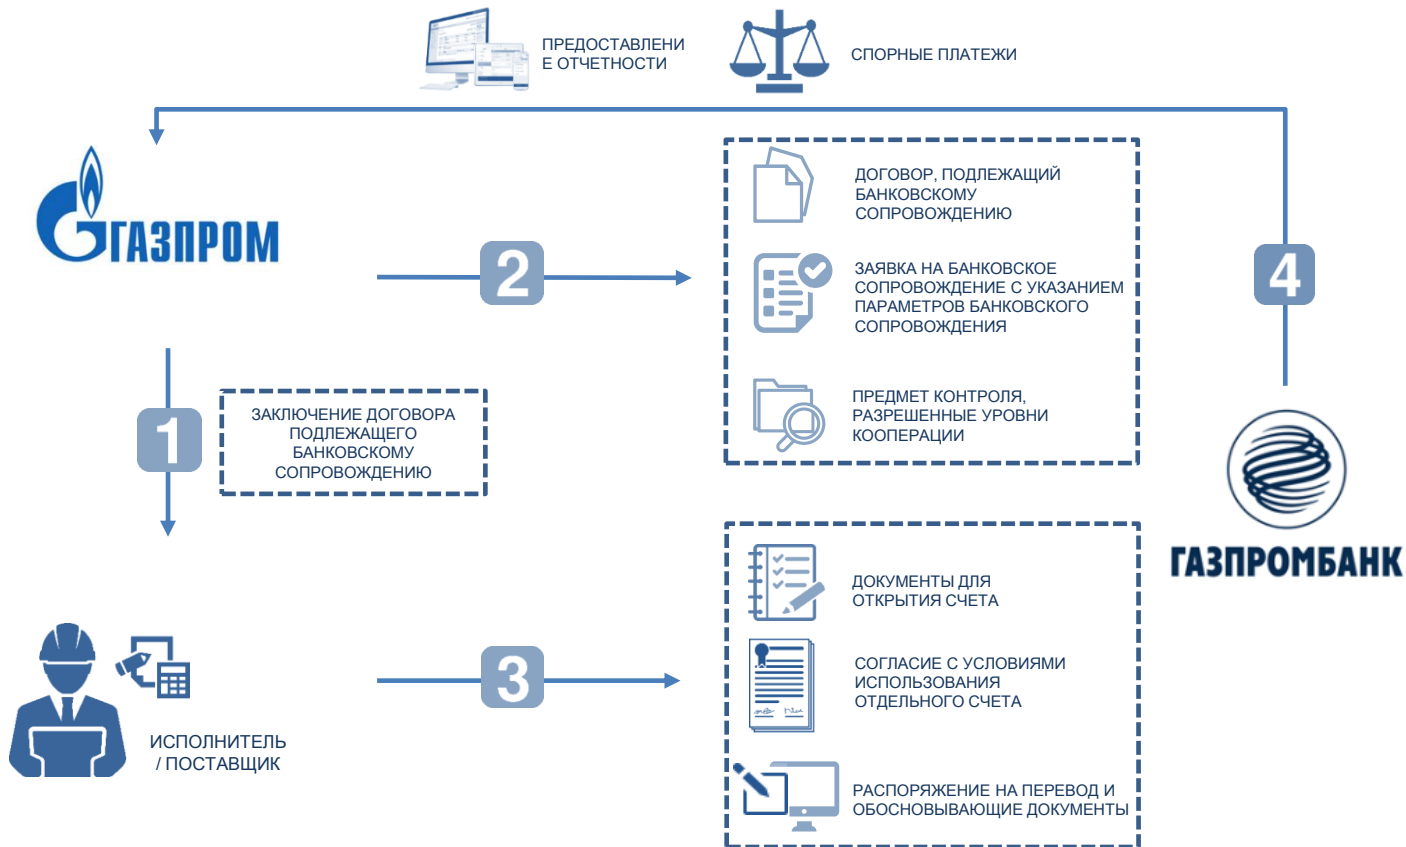 ПРЕДОСТАВЛЕНИ
Е ОТЧЕТНОСТИ
СПОРНЫЕ ПЛАТЕЖИ
ГАЗПРОМ
2
ДОГОВОР, ПОДЛЕЖАЩИЙ
БАНКОВСКОМУ
СОПРОВОЖДЕНИЮ
ЗАЯВКА НА БАНКОВСКОЕ
СОПРОВОЖДЕНИЕ С УКАЗАНИЕМ
ПАРАМЕТРОВ БАНКОВСКОГО
СОПРОВОЖДЕНИЯ
ПРЕДМЕТ КОНТРОЛЯ,
РАЗРЕШЕННЫЕ УРОВНИ
КООПЕРАЦИИ
4
1
ЗАКЛЮЧЕНИЕ ДОГОВОРА
ПОДЛЕЖАЩЕГО
БАНКОВСКОМУ
СОПРОВОЖДЕНИЮ
ГАЗПРОМБАНК
ИСПОЛНИТЕЛЬ
/ ПОСТАВЩИК
3
ДОКУМЕНТЫ ДЛЯ
ОТКРЫТИЯ СЧЕТА
СОГЛАСИЕ С УСЛОВИЯМИ
ИСПОЛЬЗОВАНИЯ
ОТДЕЛЬНОГО СЧЕТА
РАСПОРЯЖЕНИЕ НА ПЕРЕВОД И
ОБОСНОВЫВАЮЩИЕ ДОКУМЕНТЫ